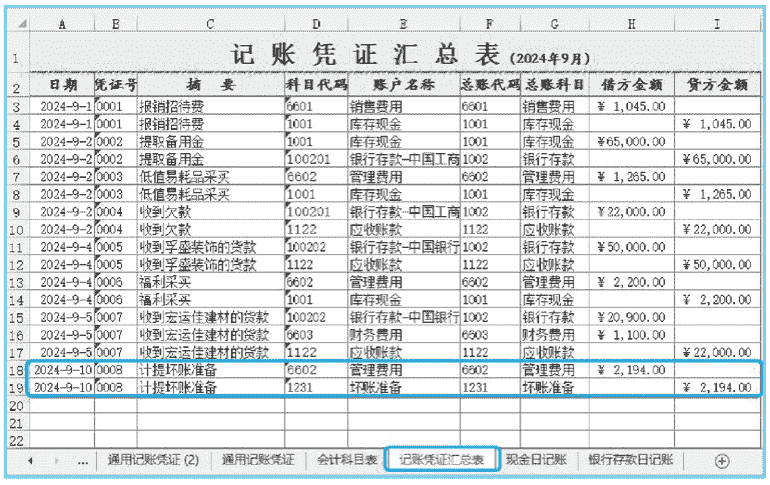 A B C D E F G H I
1 记 账 凭 证 汇 总 表 (2024年9月)
2 日期 凭证号 摘 要 科目代码 账户名称 总账代码 总账科目 借方金额 贷方金额
3 2024-9-1 0001 报销招待费 6601 销售费用 6601 销售费用 ¥ 1,045.00
4 2024-9-1 0001 报销招待费 1001 库存现金 1001 库存现金 ¥ 1,045.00
5 2024-9-2 0002 提取备用金 1001 库存现金 1001 库存现金 ¥65,000.00
6 2024-9-2 0002 提取备用金 100201 银行存款-中国工商 1002 银行存款 ¥65,000.00
7 2024-9-2 0003 低值易耗品采买 6602 管理费用 6602 管理费用 ¥ 1,265.00
8 2024-9-2 0003 低值易耗品采买 1001 库存现金 1001 库存现金 ¥ 1,265.00
9 2024-9-2 0004 收到欠款 100201 银行存款-中国工商 1002 银行存款 ¥22,000.00
10 2024-9-2 0004 收到欠款 1122 应收账款 1122 应收账款 ¥22,000.00
11 2024-9-4 0005 收到孚盛装饰的货款 100202 银行存款-中国银行 1002 银行存款 ¥50,000.00
12 2024-9-4 0005 收到孚盛装饰的货款 1122 应收账款 1122 应收账款 ¥50,000.00
13 2024-9-4 0006 福利采买 6602 管理费用 6602 管理费用 ¥ 2,200.00
14 2024-9-4 0006 福利采买 1001 库存现金 1001 库存现金 ¥ 2,200.00
15 2024-9-5 0007 收到宏运佳建材的货款 100202 银行存款-中国银行 1002 银行存款 ¥20,900.00
16 2024-9-5 0007 收到宏运佳建材的货款 6603 财务费用 6603 财务费用 ¥ 1,100.00
17 2024-9-5 0007 收到宏运佳建材的货款 1122 应收账款 1122 应收账款 ¥22,000.00
18 2024-9-10 0008 计提坏账准备 6602 管理费用 6602 管理费用 ¥ 2,194.00
19 2024-9-10 0008 计提坏账准备 1231 坏账准备 1231 坏账准备 ¥ 2,194.00
20
21
22
... 通用记账凭证 (2) 通用记账凭证 会计科目表 记账凭证汇总表 现金日记账 银行存款日记账